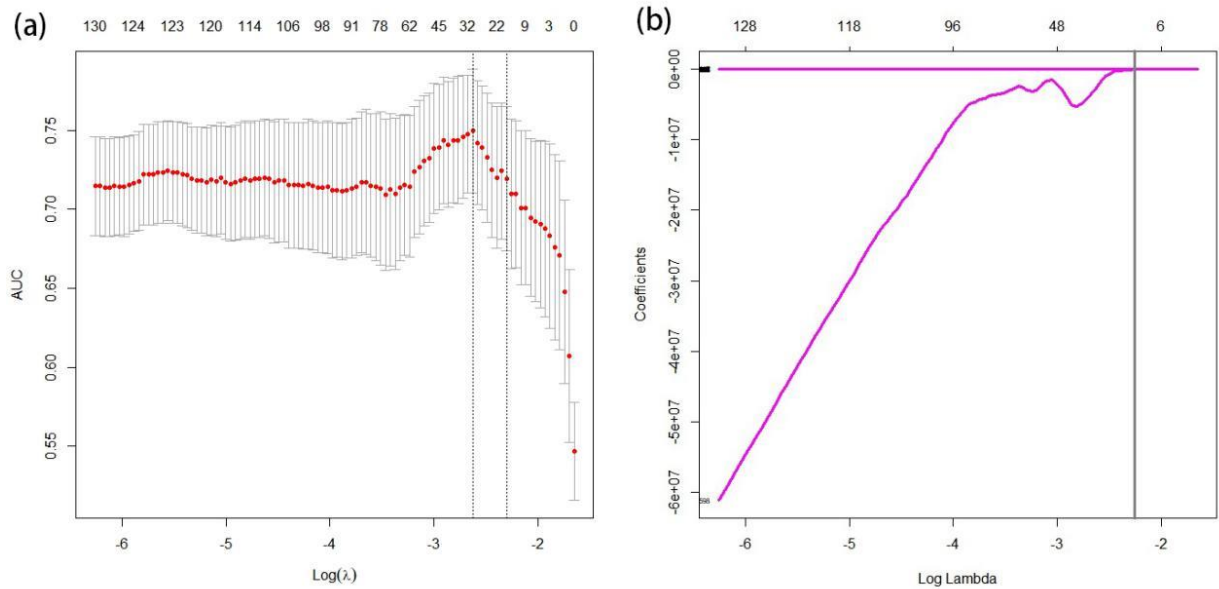 (a)
130 124 123 120 114 106 98 91 78 62 45 32 22 9 3 0
AUC
0.75
0.70
0.65
0.60
0.55
-6 -5 -4 -3 -2
Log(λ)
(b)
128 118 96 48 6
Coefficients
0e+00
-1e+07
-2e+07
-3e+07
-4e+07
-5e+07
-6e+07
-6 -5 -4 -3 -2
Log Lambda